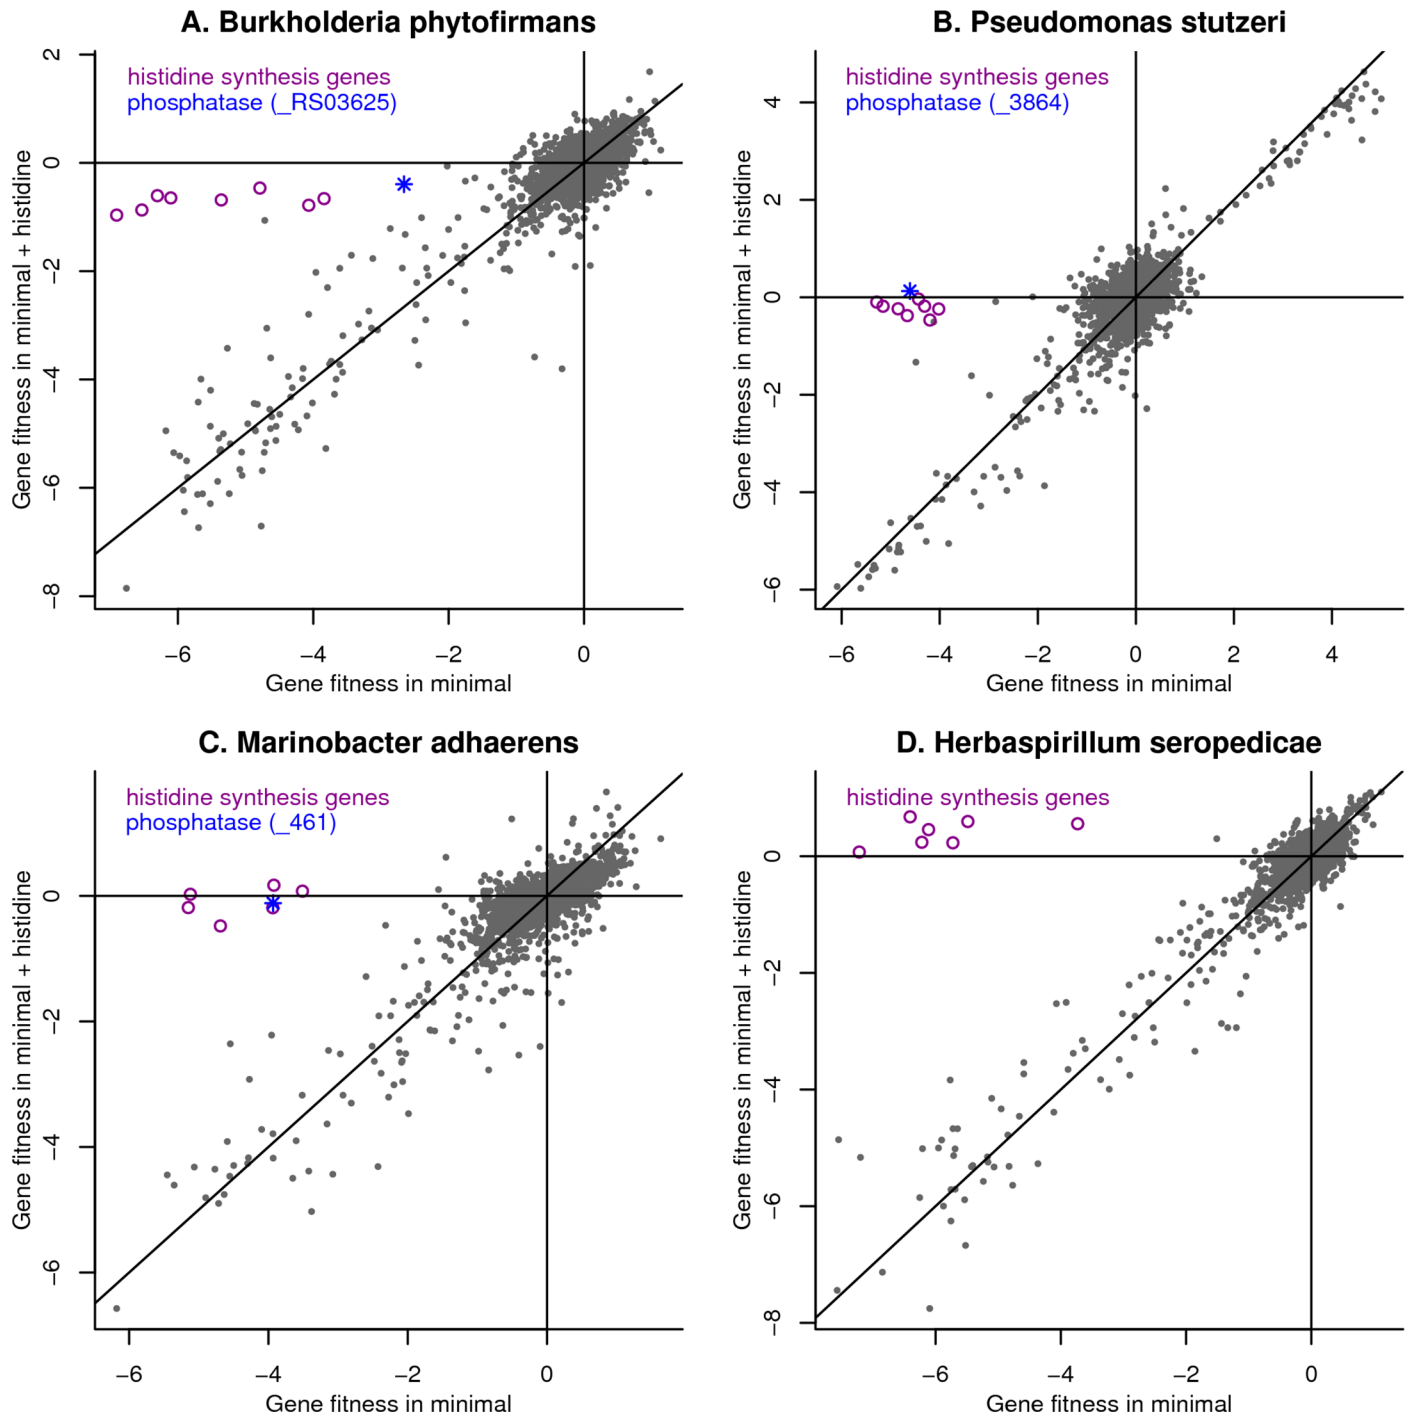 A. Burkholderia phytofirmans
histidine synthesis genes
phosphatase (_RS03625)
Gene fitness in minimal + histidine
2
0
−2
−4
−6
−8
−6
−4
−2
0
Gene fitness in minimal
B. Pseudomonas stutzeri
histidine synthesis genes
phosphatase (_3864)
Gene fitness in minimal + histidine
4
2
0
−2
−4
−6
−6
−4
−2
0
2
4
Gene fitness in minimal
C. Marinobacter adhaerens
histidine synthesis genes
phosphatase (_461)
Gene fitness in minimal + histidine
0
−2
−4
−6
−6
−4
−2
0
Gene fitness in minimal
D. Herbaspirillum seropedicae
histidine synthesis genes
Gene fitness in minimal + histidine
0
−2
−4
−6
−8
−6
−4
−2
0
Gene fitness in minimal